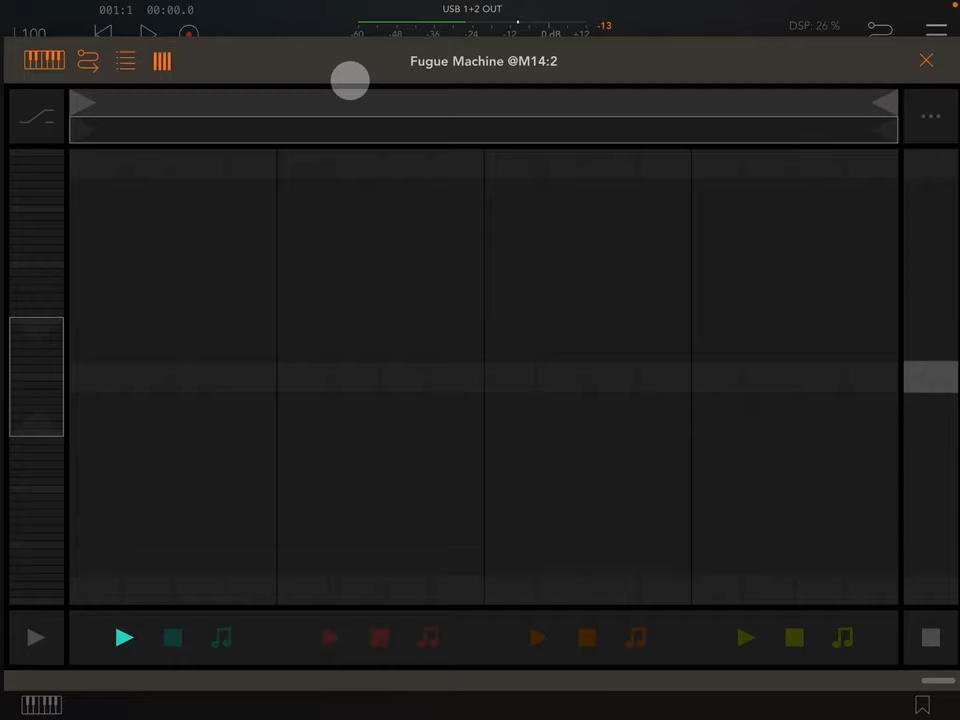 001:1 00:00.0
USB 1+2 OUT
-13
DSP: 26 %
-60 -48 -36 -24 -12 0 dB +12
Fugue Machine @M14:2